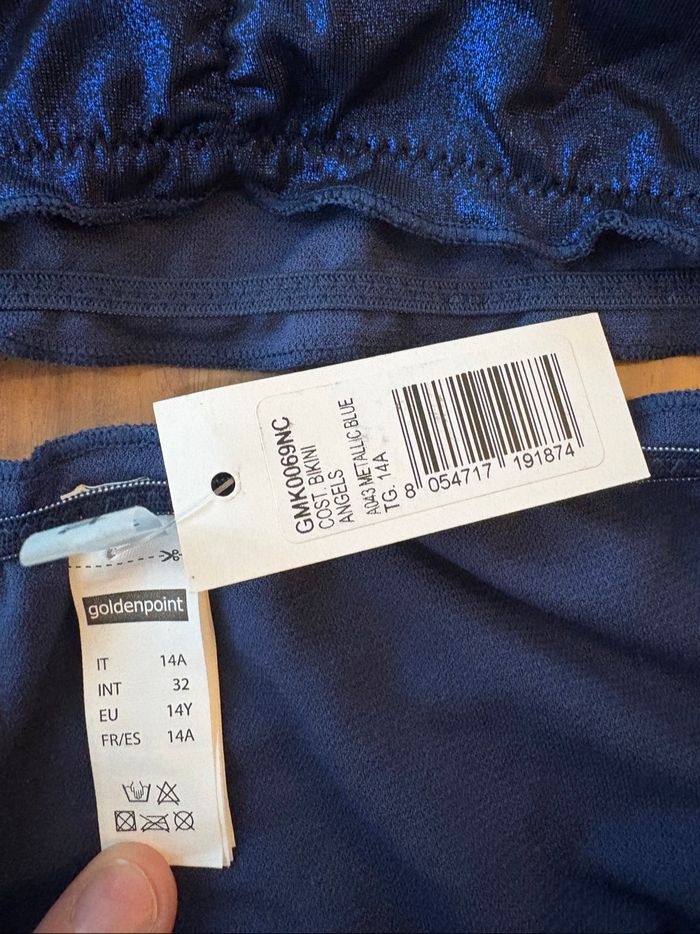 GMK0069NC
COST. BIKINI
ANGELS
A043 METALLIC BLUE
TG. 14A
8 054717 191874
goldenpoint
IT 14A
INT 32
EU 14Y
FR/ES 14A